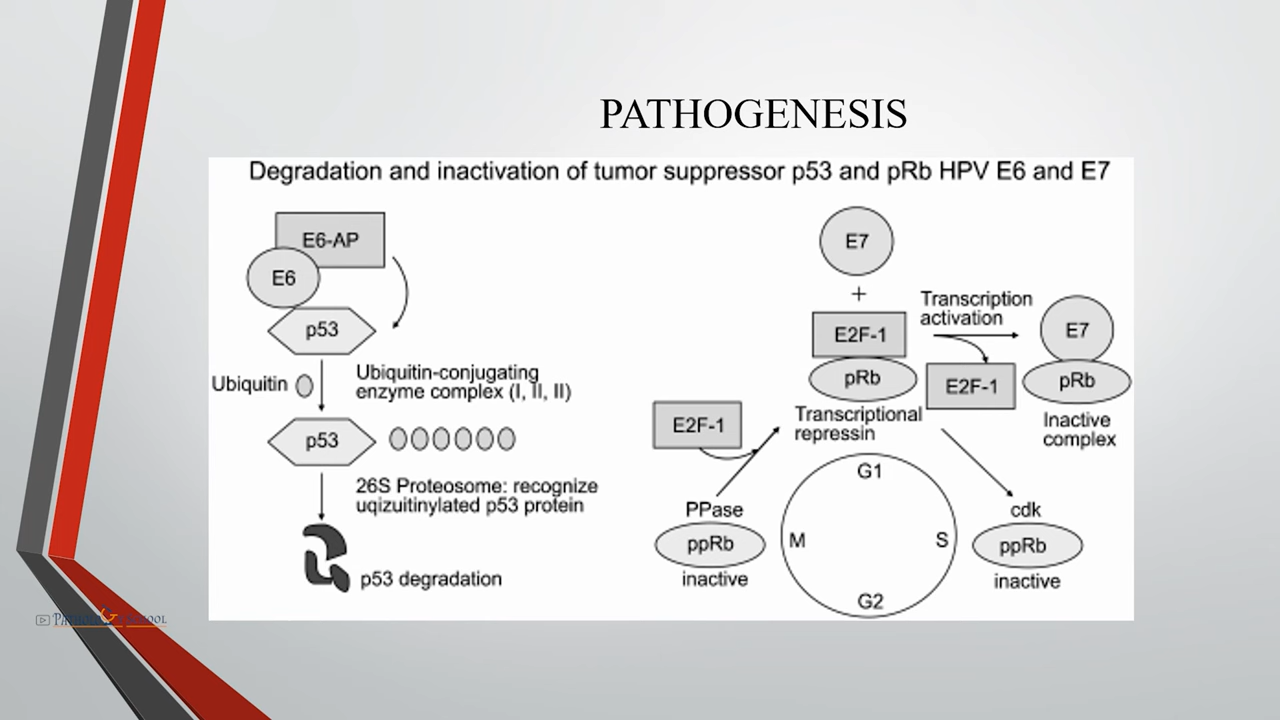 PATHOGENESIS
Degradation and inactivation of tumor suppressor p53 and pRb HPV E6 and E7
E6-AP
E6
p53
Ubiquitin
Ubiquitin-conjugating
enzyme complex (I, II, II)
p53
26S Proteosome: recognize
uqizuitinylated p53 protein
p53 degradation
E7
+
E2F-1
pRb
Transcriptional
repressin
Transcription
activation
E2F-1
E7
pRb
Inactive
complex
E2F-1
PPase
ppRb
inactive
G1
M
S
G2
cdk
ppRb
inactive